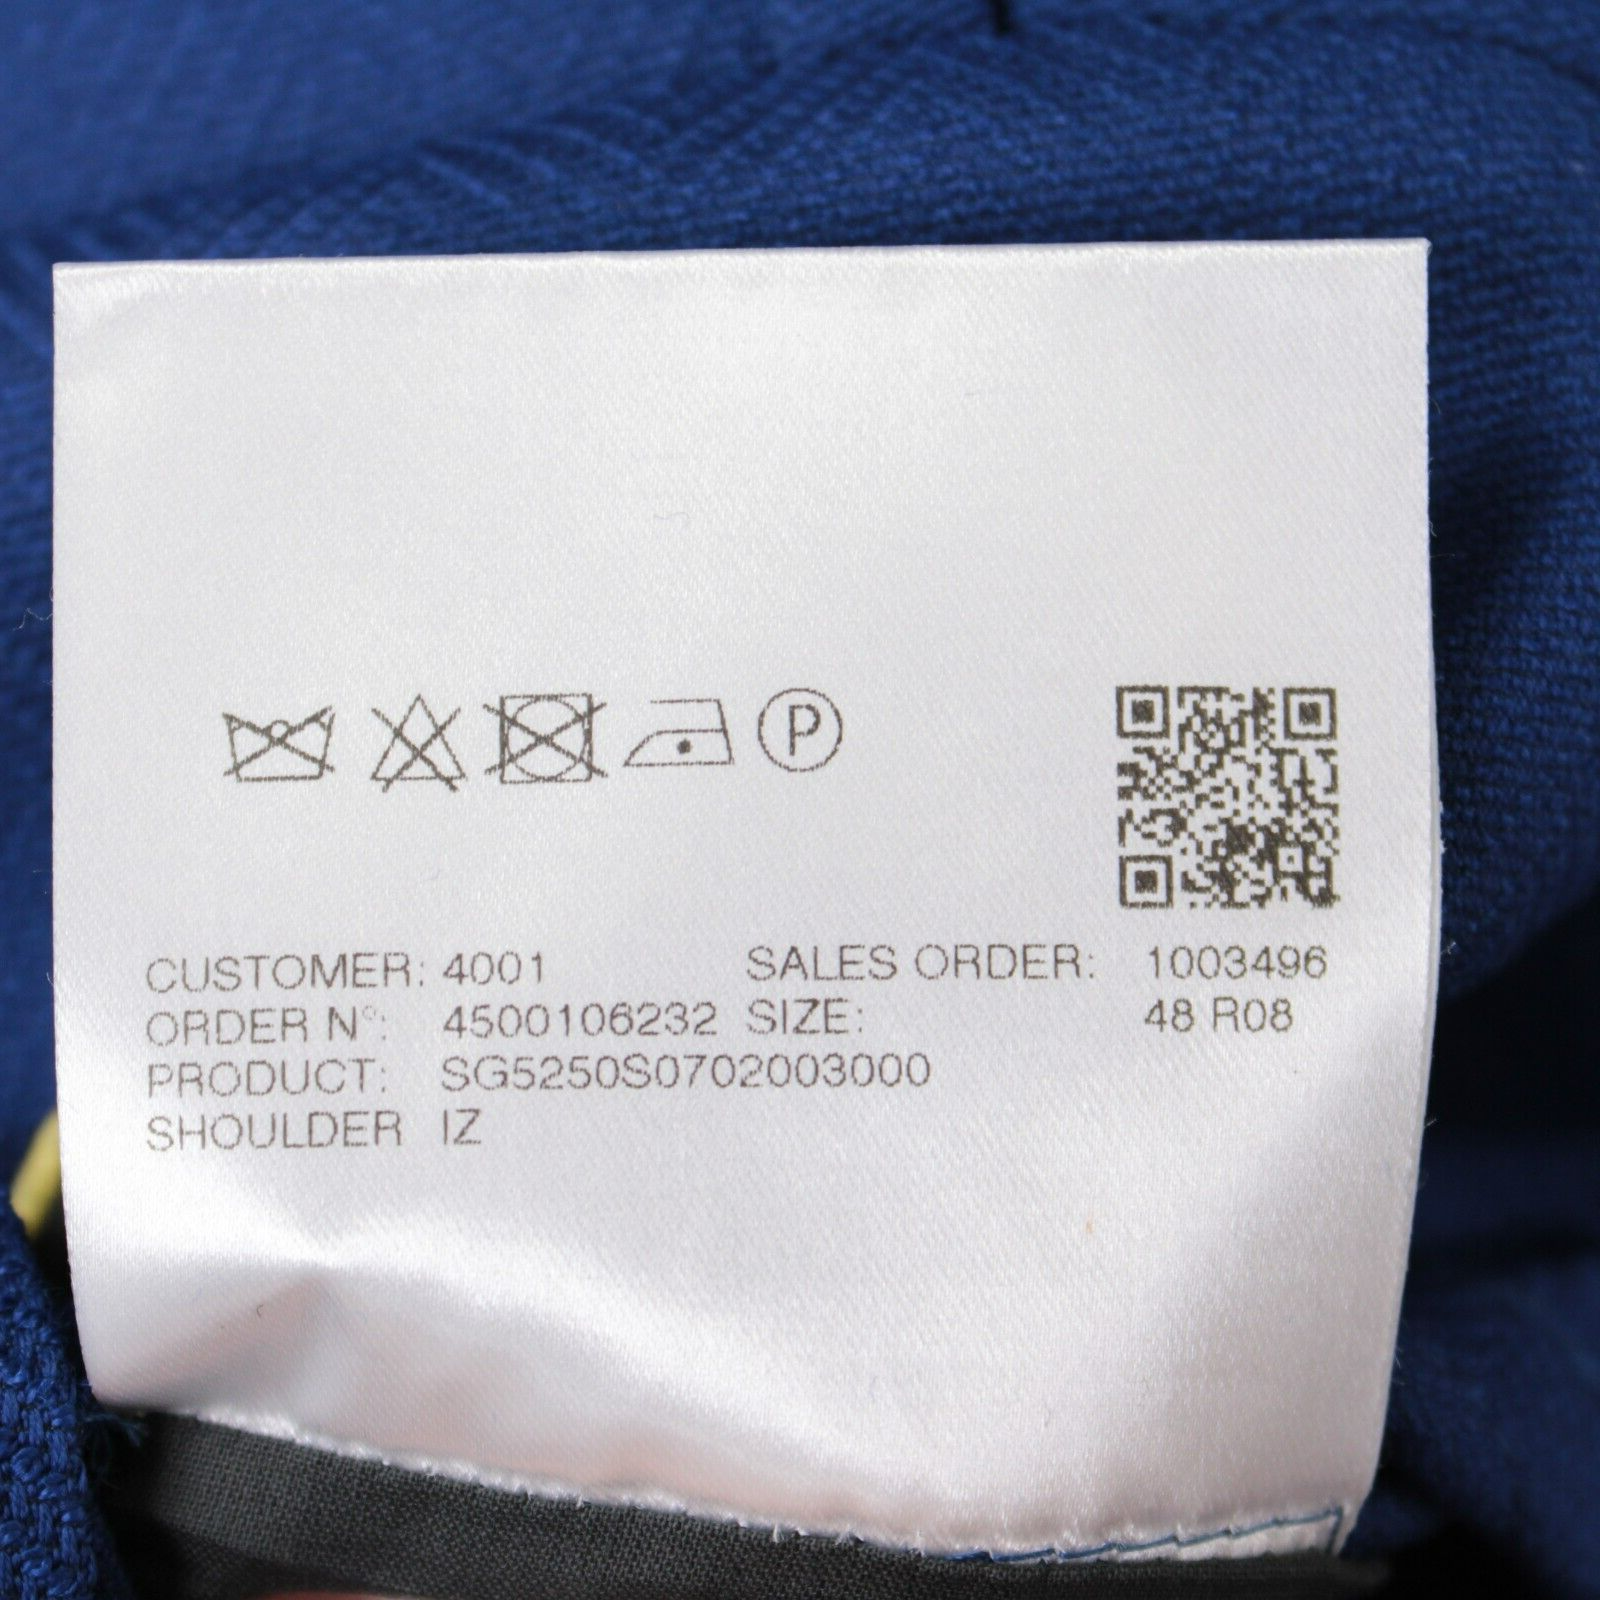 P
CUSTOMER: 4001 SALES ORDER: 1003496
ORDER N°: 4500106232 SIZE: 48 R08
PRODUCT: SG5250S0702003000
SHOULDER IZ